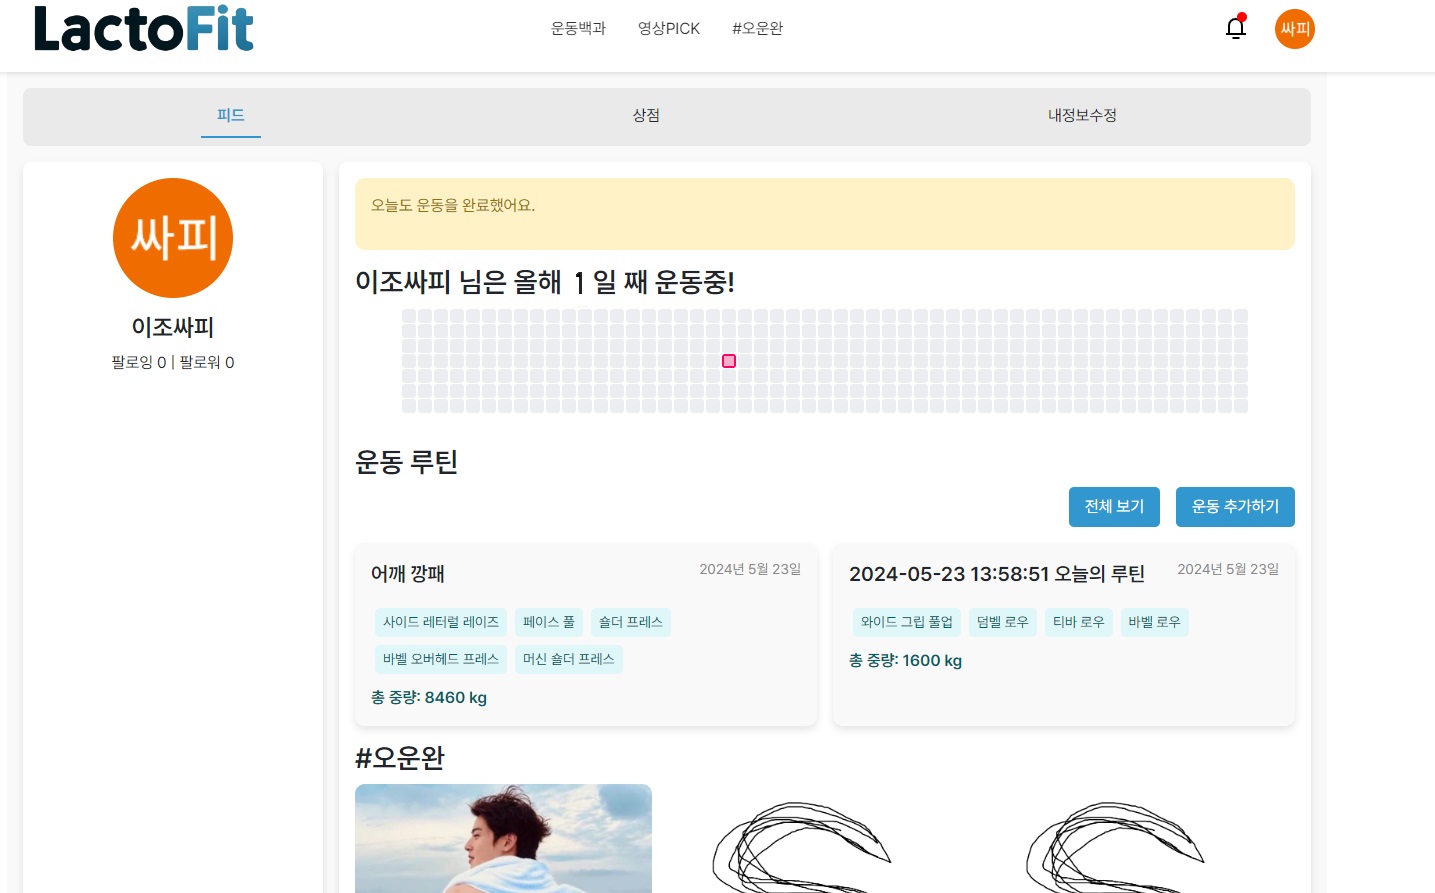 LactoFit
운동백과 영상PICK #오운완
싸피
피드 상점 내정보수정
싸피
이조싸피
팔로잉 0 | 팔로워 0
오늘도 운동을 완료했어요.
이조싸피 님은 올해 1 일 째 운동중!
운동 루틴
전체 보기 운동 추가하기
어깨 깡패 2024년 5월 23일
사이드 레터럴 레이즈 페이스 풀 숄더 프레스
바벨 오버헤드 프레스 머신 숄더 프레스
총 중량: 8460 kg
2024-05-23 13:58:51 오늘의 루틴 2024년 5월 23일
와이드 그립 풀업 덤벨 로우 티바 로우 바벨 로우
총 중량: 1600 kg
#오운완